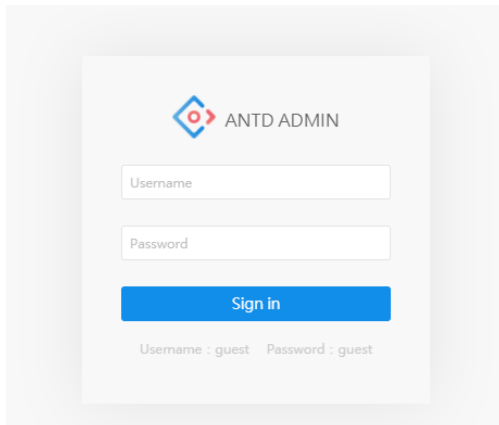 ANTD ADMIN
Username
Password
Sign in
Username : guest Password : guest